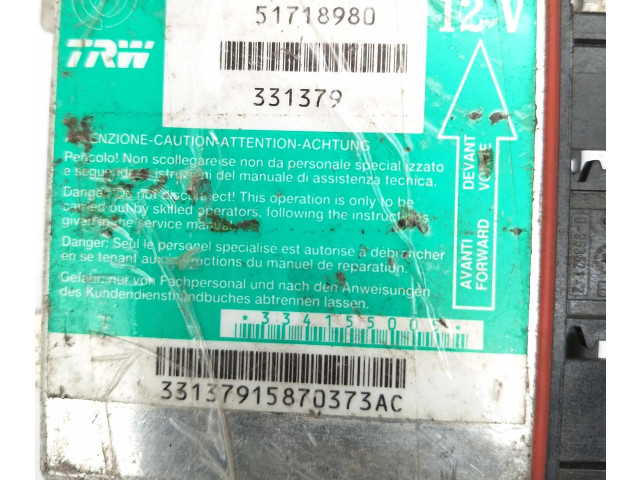 51718980
12 V
TRW
331379
ENZIONE-CAUTION-ATTENTION-ACHTUNG
Pericolo! Non scollegare se non da personale specializzato
e seguendo istruzioni del manuale di assistenza tecnica.
Danger: Do not disconnect! This operation is only to be
carried out by skilled operators, following the instructions
given in the service manual.
Danger: Seul le personel spécialisé est autorisé à débrancher
en se tenant aux instructions du manuel de reparation.
Gefahr: nur von Fachpersonal und nach den Anweisungen
des Kundendiensthandbuches abtrennen lassen.
AVANTI DEVANT
FORWARD
*33415500
33137915870373AC